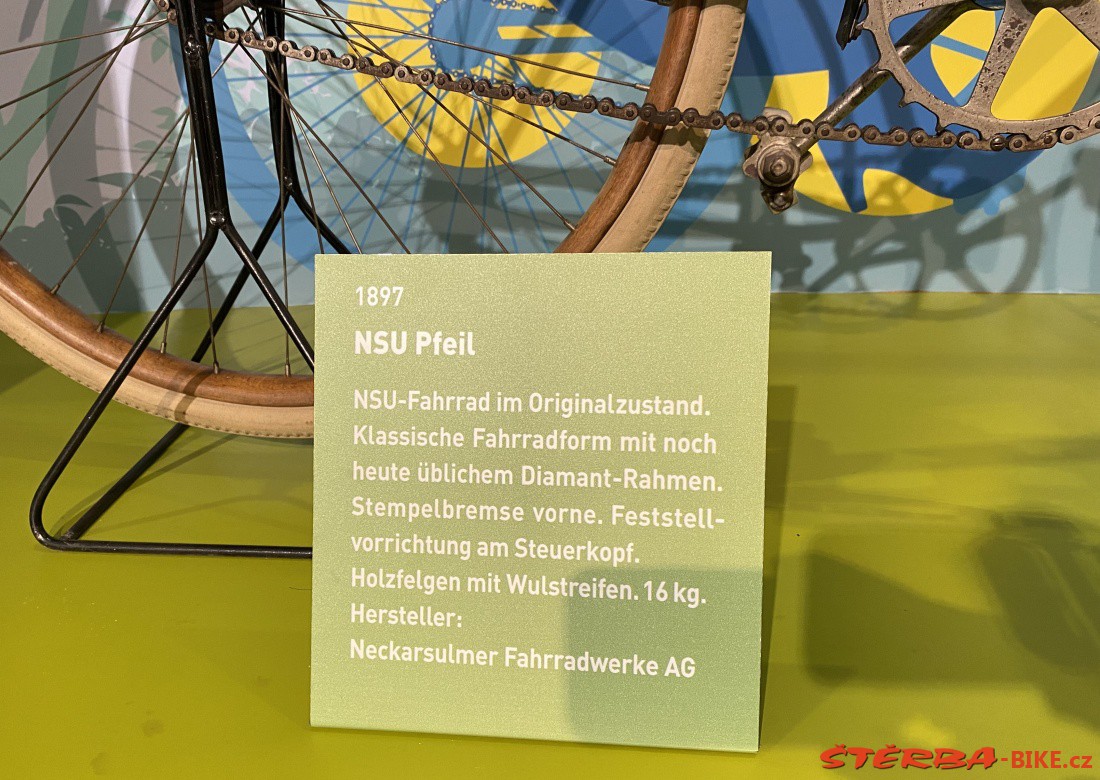 1897
NSU Pfeil
NSU-Fahrrad im Originalzustand.
Klassische Fahrradform mit noch
heute üblichem Diamant-Rahmen.
Stempelbremse vorne. Feststell-
vorrichtung am Steuerkopf.
Holzfelgen mit Wulstreifen. 16 kg.
Hersteller:
Neckarsulmer Fahrradwerke AG
ŠTĚRBA-BIKE.cz